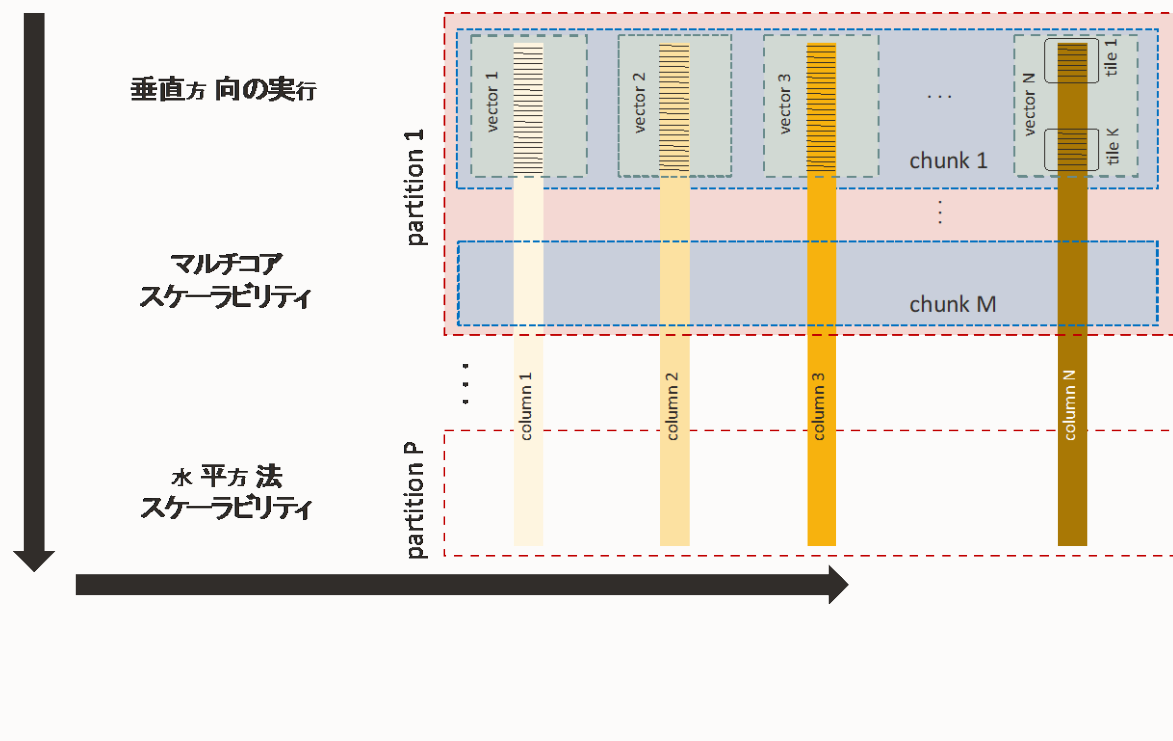 垂直方 向の実行
マルチコア
スケーラビリティ
水 平方 法
スケーラビリティ
partition 1
vector 1
vector 2
vector 3
...
vector N
tile 1
tile K
chunk 1
...
chunk M
...
column 1
column 2
column 3
column N
partition P